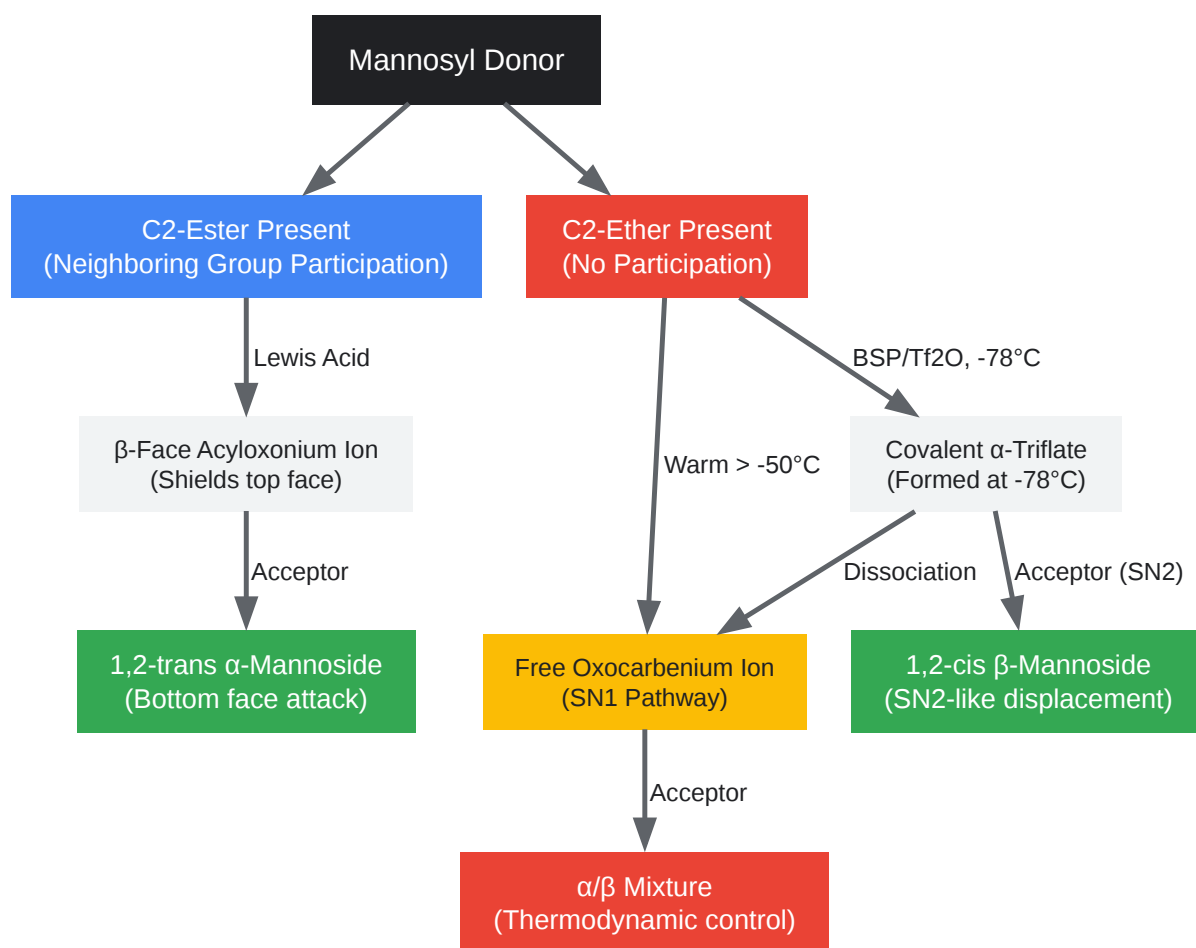 Mannosyl Donor
C2-Ester Present
(Neighboring Group Participation)
C2-Ether Present
(No Participation)
Lewis Acid
BSP/Tf2O, -78°C
β-Face Acyloxonium Ion
(Shields top face)
Warm > -50°C
Covalent α-Triflate
(Formed at -78°C)
Acceptor
Dissociation
Acceptor (SN2)
1,2-trans α-Mannoside
(Bottom face attack)
Free Oxocarbenium Ion
(SN1 Pathway)
1,2-cis β-Mannoside
(SN2-like displacement)
Acceptor
α/β Mixture
(Thermodynamic control)